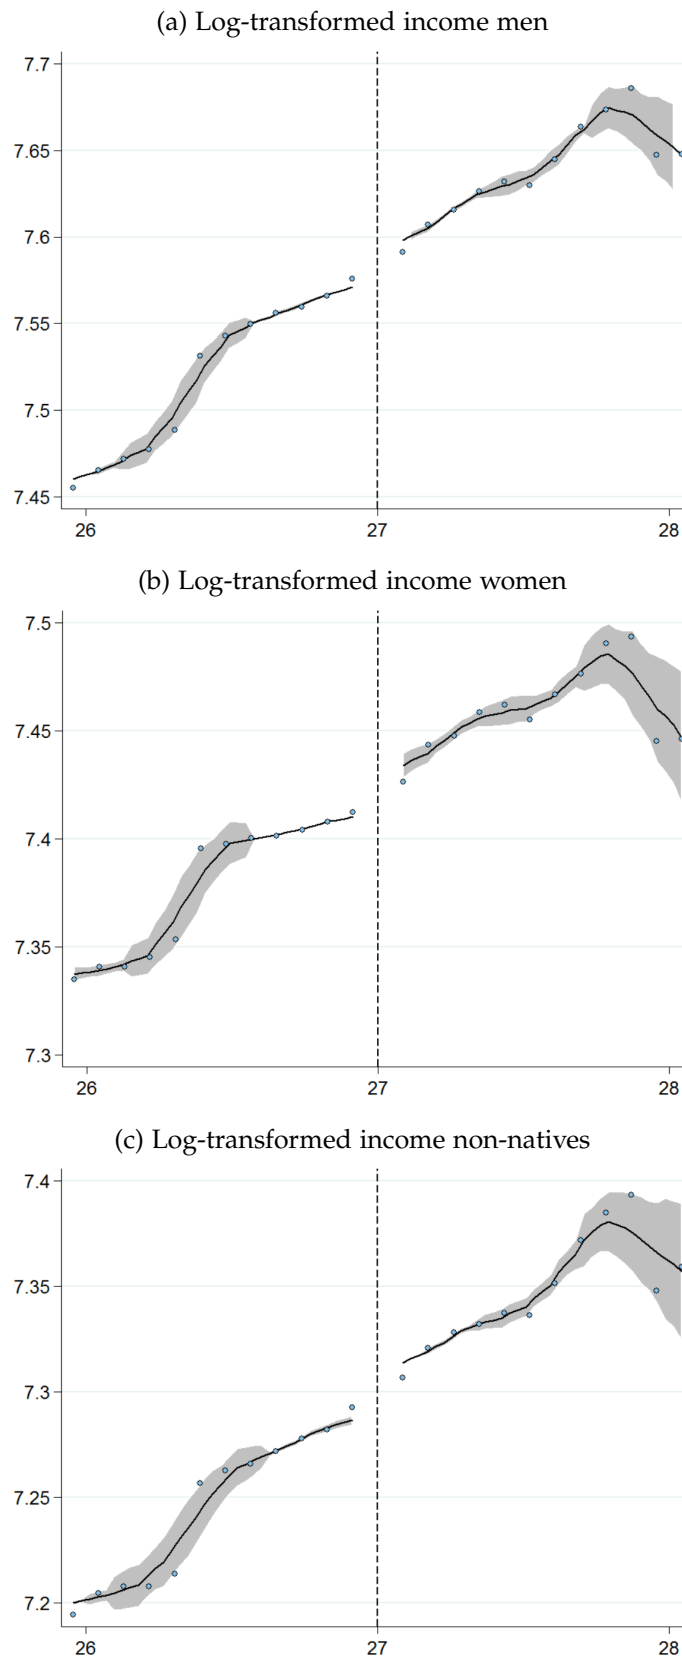 (a) Log-transformed income men
7.7
7.65
7.6
7.55
7.5
7.45
26 27 28
(b) Log-transformed income women
7.5
7.45
7.4
7.35
7.3
26 27 28
(c) Log-transformed income non-natives
7.4
7.35
7.3
7.25
7.2
26 27 28